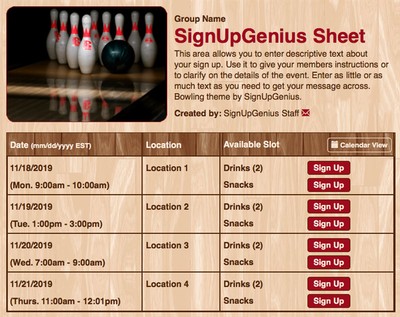 Group Name
SignUpGenius Sheet
This area allows you to enter descriptive text about
your sign up. Use it to give your members instructions or
to clarify on the details of the event. Enter as little or as
much text as you need to get your message across.
Bowling theme by SignUpGenius.
Created by: SignUpGenius Staff
Date (mm/dd/yyyy EST) Location Available Slot Calendar View
11/18/2019 Location 1 Drinks (2) Sign Up
(Mon. 9:00am - 10:00am) Snacks Sign Up
11/19/2019 Location 2 Drinks (2) Sign Up
(Tue. 1:00pm - 3:00pm) Snacks Sign Up
11/20/2019 Location 3 Drinks (2) Sign Up
(Wed. 7:00am - 9:00am) Snacks Sign Up
11/21/2019 Location 4 Drinks (2) Sign Up
(Thurs. 11:00am - 12:01pm) Snacks Sign Up